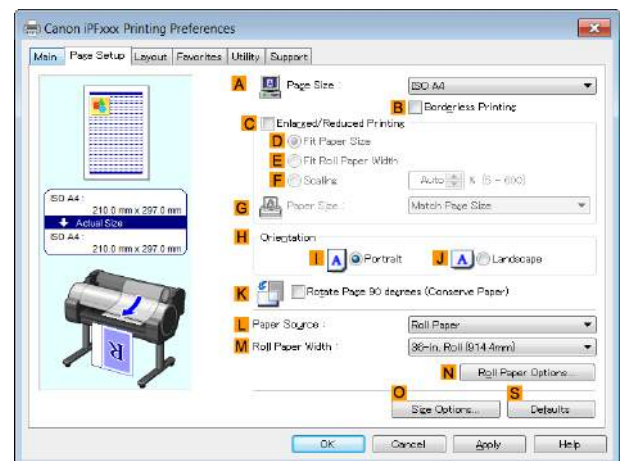 Canon iPFxxx Printing Preferences
Main Page Setup Layout Favorites Utility Support
A Page Size : ISO A4
B Borderless Printing
C Enlarged/Reduced Printing
D Fit Paper Size
E Fit Roll Paper Width
F Scaling Auto % (5 - 600)
G Paper Size : Match Page Size
ISO A4 :
210.0 mm x 297.0 mm
Actual Size
ISO A4 :
210.0 mm x 297.0 mm
H Orientation
I A Portrait J A Landscape
K Rotate Page 90 degrees (Conserve Paper)
L Paper Source : Roll Paper
M Roll Paper Width : 36-in. Roll (914.4mm)
N Roll Paper Options...
O S
Size Options... Defaults
OK Cancel Apply Help